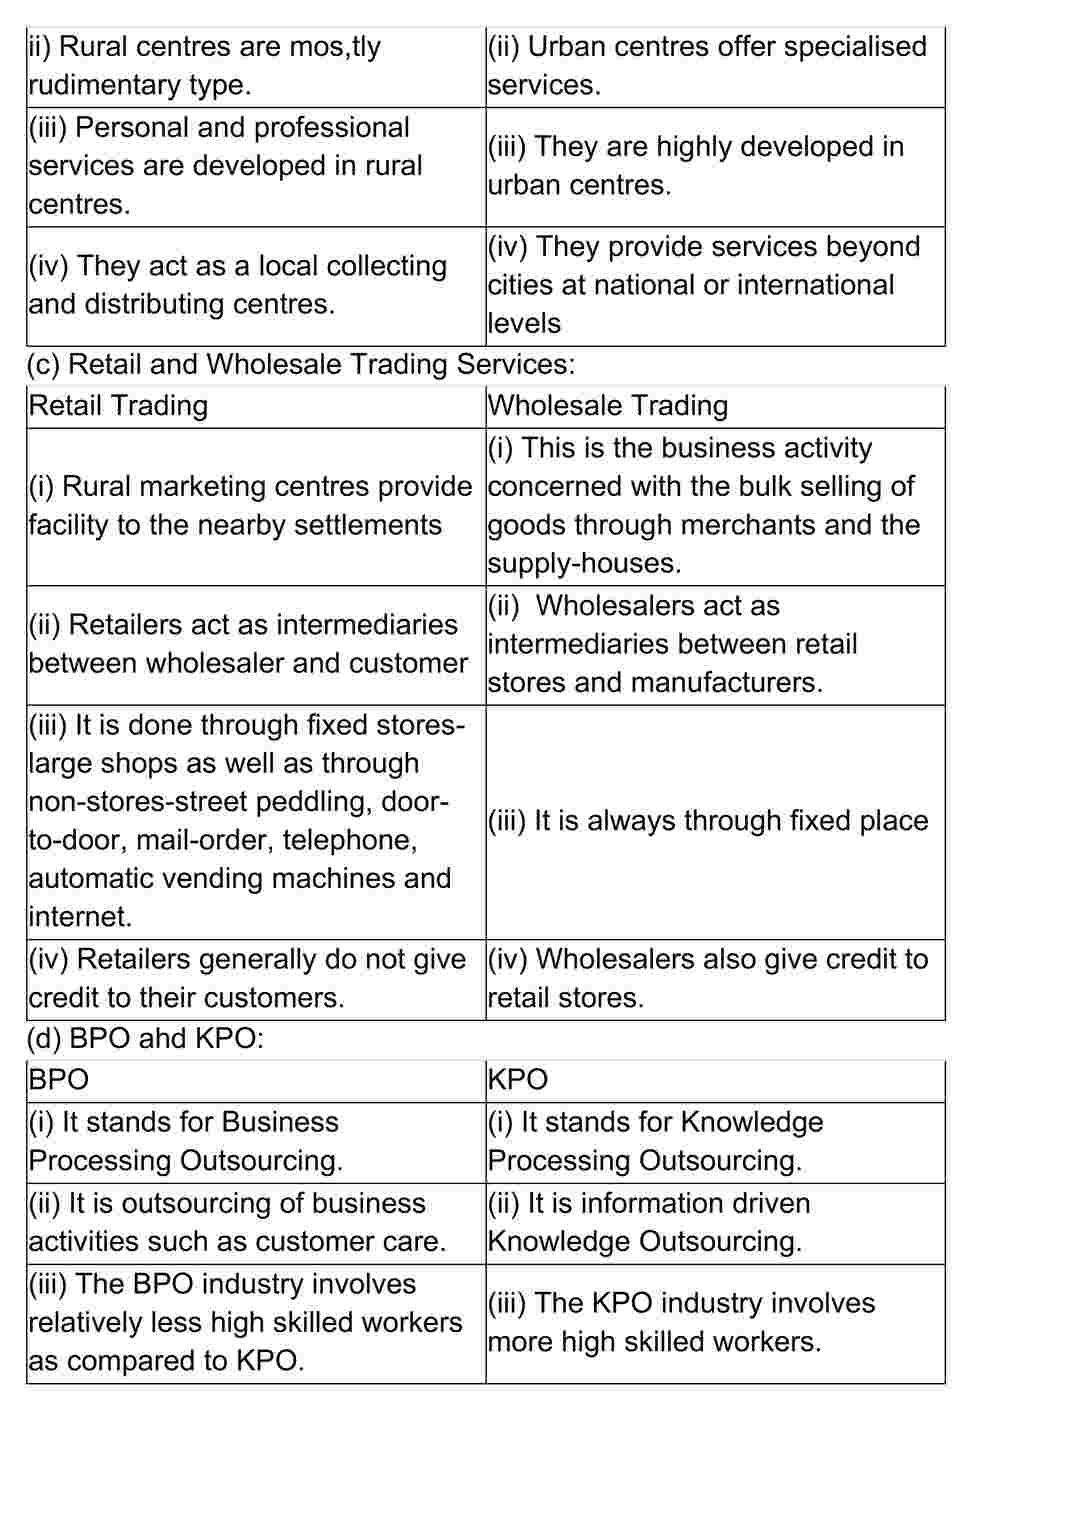 ii) Rural centres are mos,tly
rudimentary type.
(ii) Urban centres offer specialised
services.
(iii) Personal and professional
services are developed in rural
centres.
(iii) They are highly developed in
urban centres.
(iv) They act as a local collecting
and distributing centres.
(iv) They provide services beyond
cities at national or international
levels
(c) Retail and Wholesale Trading Services:
Retail Trading
Wholesale Trading
(i) Rural marketing centres provide
facility to the nearby settlements
(i) This is the business activity
concerned with the bulk selling of
goods through merchants and the
supply-houses.
(ii) Retailers act as intermediaries
between wholesaler and customer
(ii)  Wholesalers act as
intermediaries between retail
stores and manufacturers.
(iii) It is done through fixed stores-
large shops as well as through
non-stores-street peddling, door-
to-door, mail-order, telephone,
automatic vending machines and
internet.
(iii) It is always through fixed place
(iv) Retailers generally do not give
credit to their customers.
(iv) Wholesalers also give credit to
retail stores.
(d) BPO ahd KPO:
BPO
KPO
(i) It stands for Business
Processing Outsourcing.
(i) It stands for Knowledge
Processing Outsourcing.
(ii) It is outsourcing of business
activities such as customer care.
(ii) It is information driven
Knowledge Outsourcing.
(iii) The BPO industry involves
relatively less high skilled workers
as compared to KPO.
(iii) The KPO industry involves
more high skilled workers.